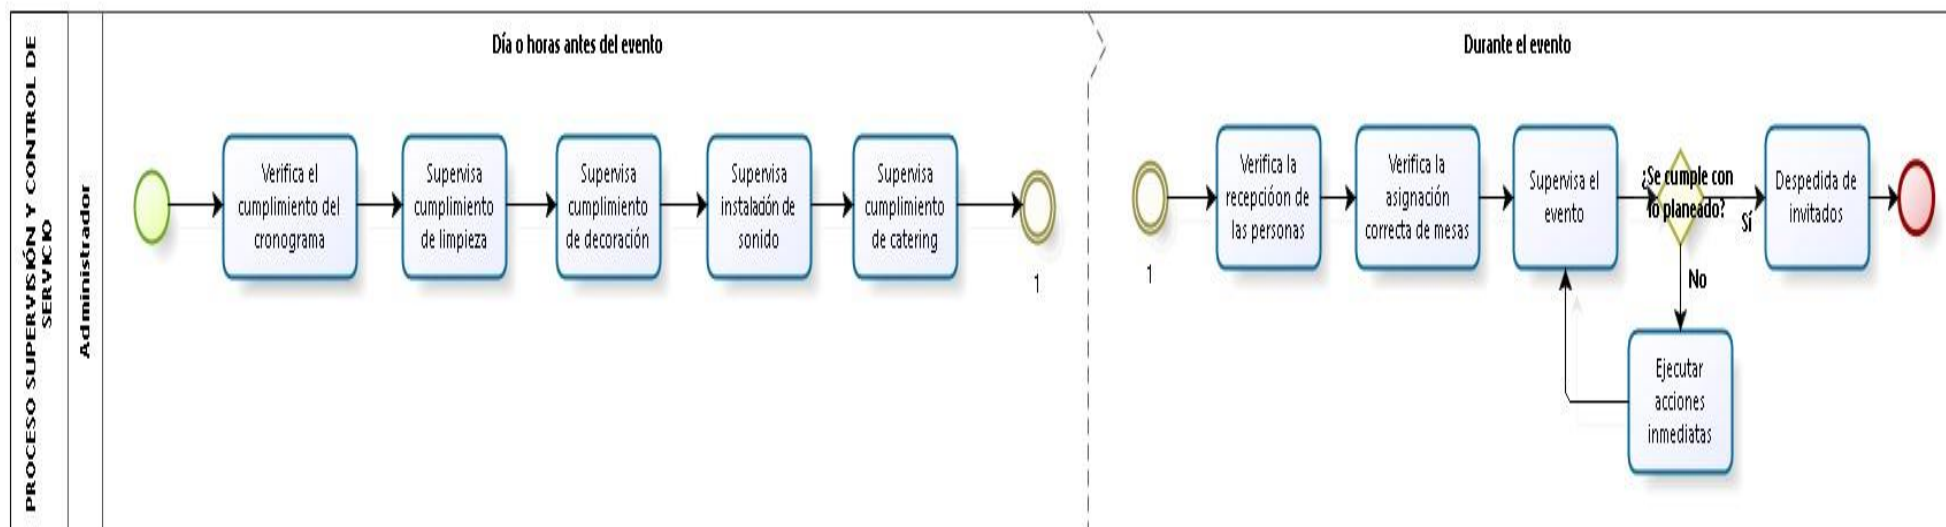 PROCESO SUPERVISIÓN Y CONTROL DE
SERVICIO
Administrador
Día o horas antes del evento
Verifica el
cumplimiento del
cronograma
Supervisa
cumplimiento
de limpieza
Supervisa
cumplimiento
de decoración
Supervisa
instalación de
sonido
Supervisa
cumplimiento
de catering
1
Durante el evento
1
Verifica la
recepcióon de
las personas
Verifica la
asignación
correcta de mesas
Supervisa el
evento
¿Se cumple con
lo planeado?
Sí
No
Despedida de
invitados
Ejecutar
acciones
inmediatas